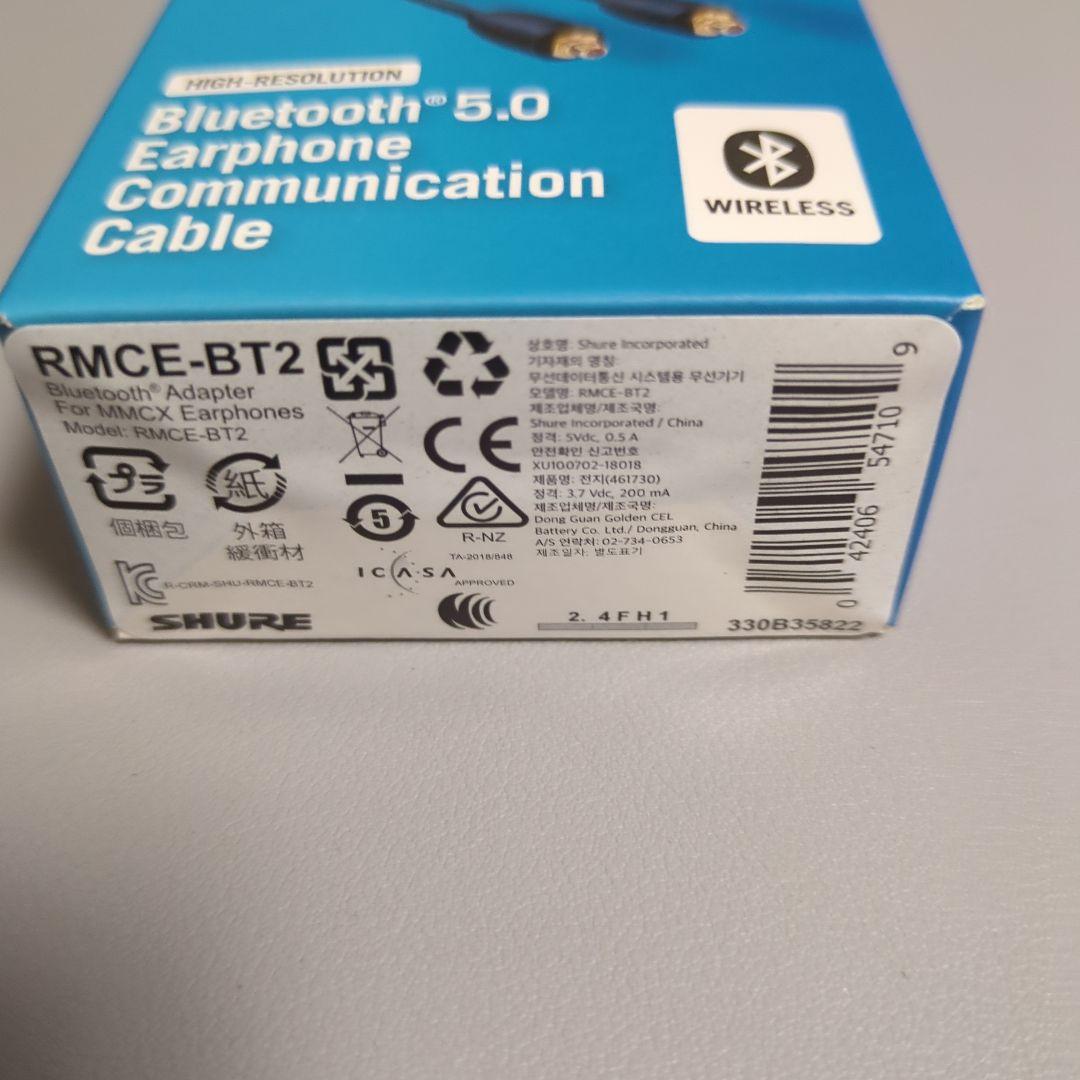 HIGH-RESOLUTION
Bluetooth® 5.0
Earphone
Communication
Cable
WIRELESS
RMCE-BT2
Bluetooth® Adapter
For MMCX Earphones
Model: RMCE-BT2
プラ
個梱包
紙
外箱
緩衝材
R-CRM-SHU-RMCE-BT2
SHURE
CE
5
R-NZ
TA-2018/848
ICASA
APPROVED
상호명: Shure Incorporated
기자재의 명칭:
무선데이터통신 시스템용 무선기기
모델명: RMCE-BT2
제조업체명/제조국명:
Shure Incorporated / China
정격: 5Vdc, 0.5 A
안전확인 신고번호
XU100702-18018
제품명: 전지(461730)
정격: 3.7 Vdc, 200 mA
제조업체명/제조국명:
Dong Guan Golden CEL
Battery Co. Ltd./ Dongguan, China
A/S 연락처: 02-734-0653
제조일자: 별도표기
2. 4FH1
0 42406 54710 9
330B35822